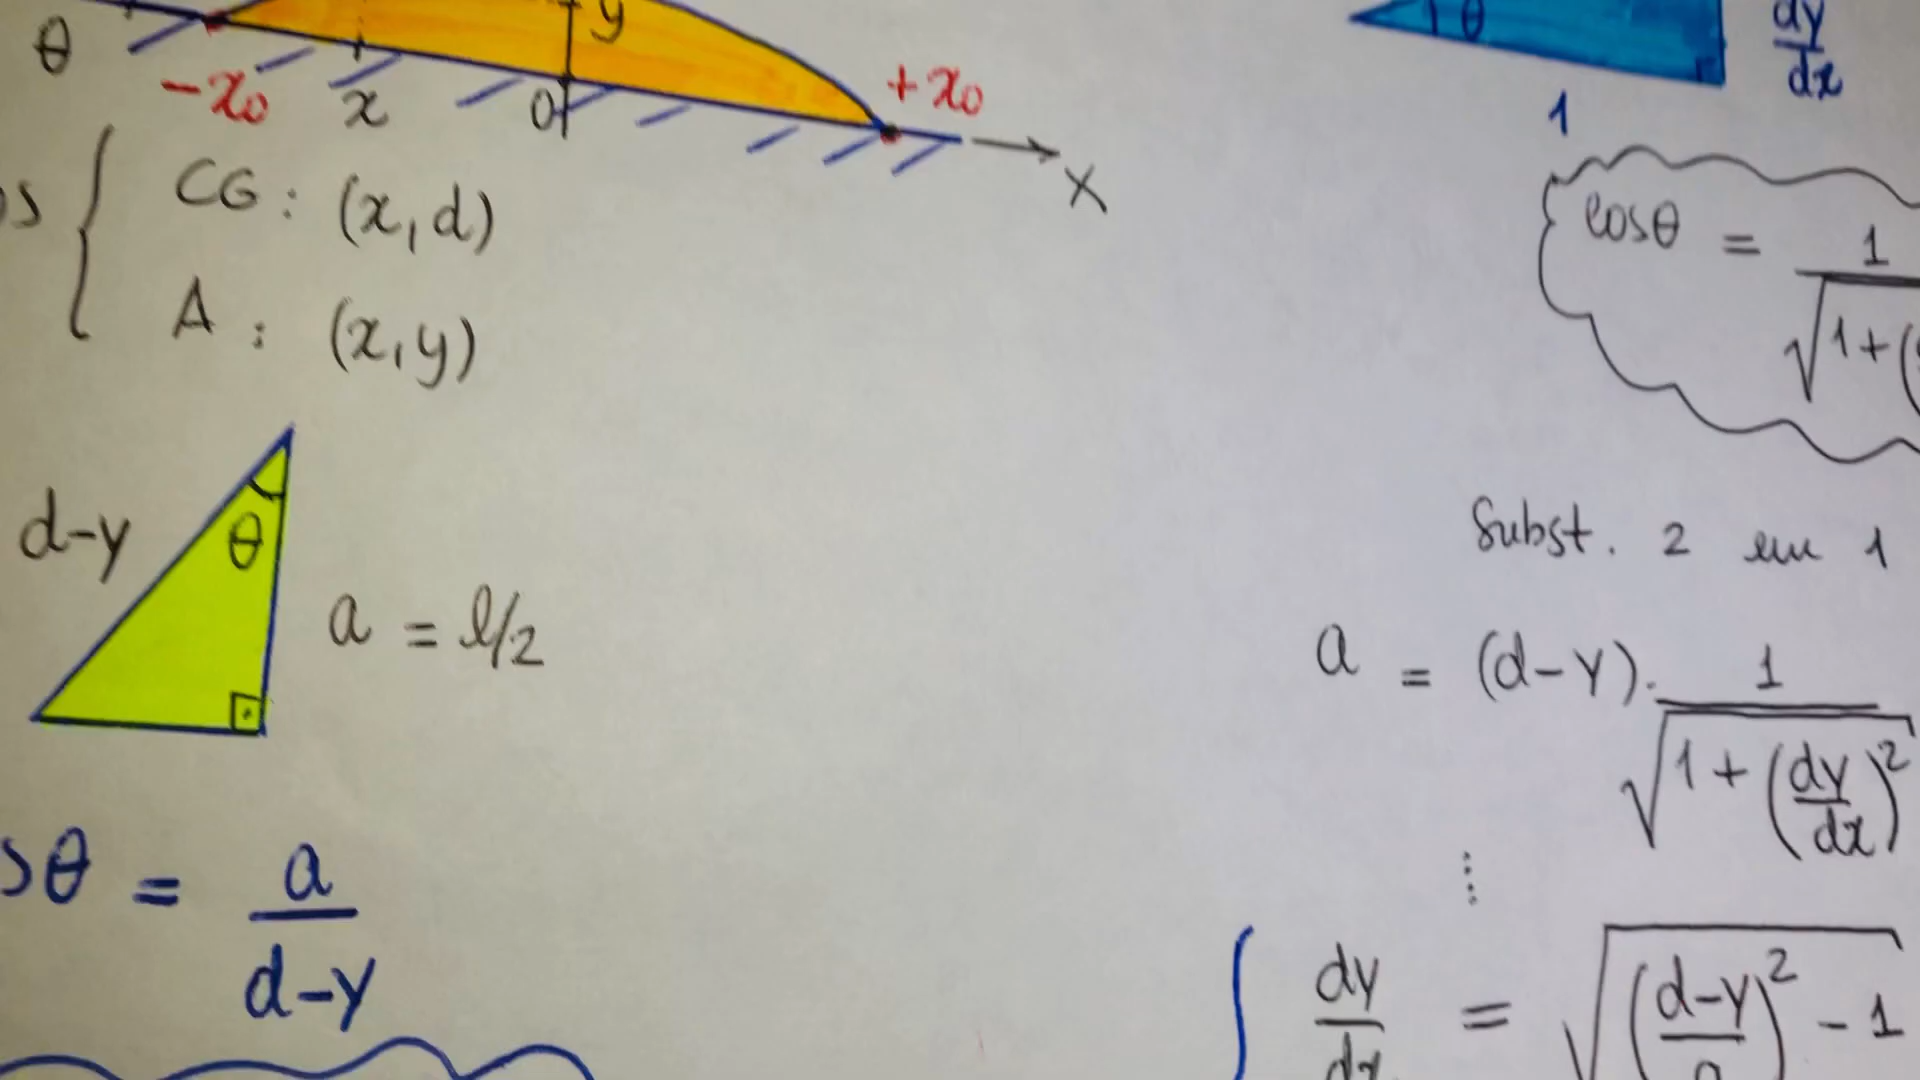 θ
y
-x₀ x 0 +x₀
X
CG : (x, d)
A : (x, y)
d-y
θ
a = l/2
a
d-y
θ =
θ
dy
dx
1
cosθ = 1
√1+(
Subst. 2 em 1
a = (d-y). 1
√1+(dy/dx)²
⋮
dy/dx = √((d-y)/a)² - 1